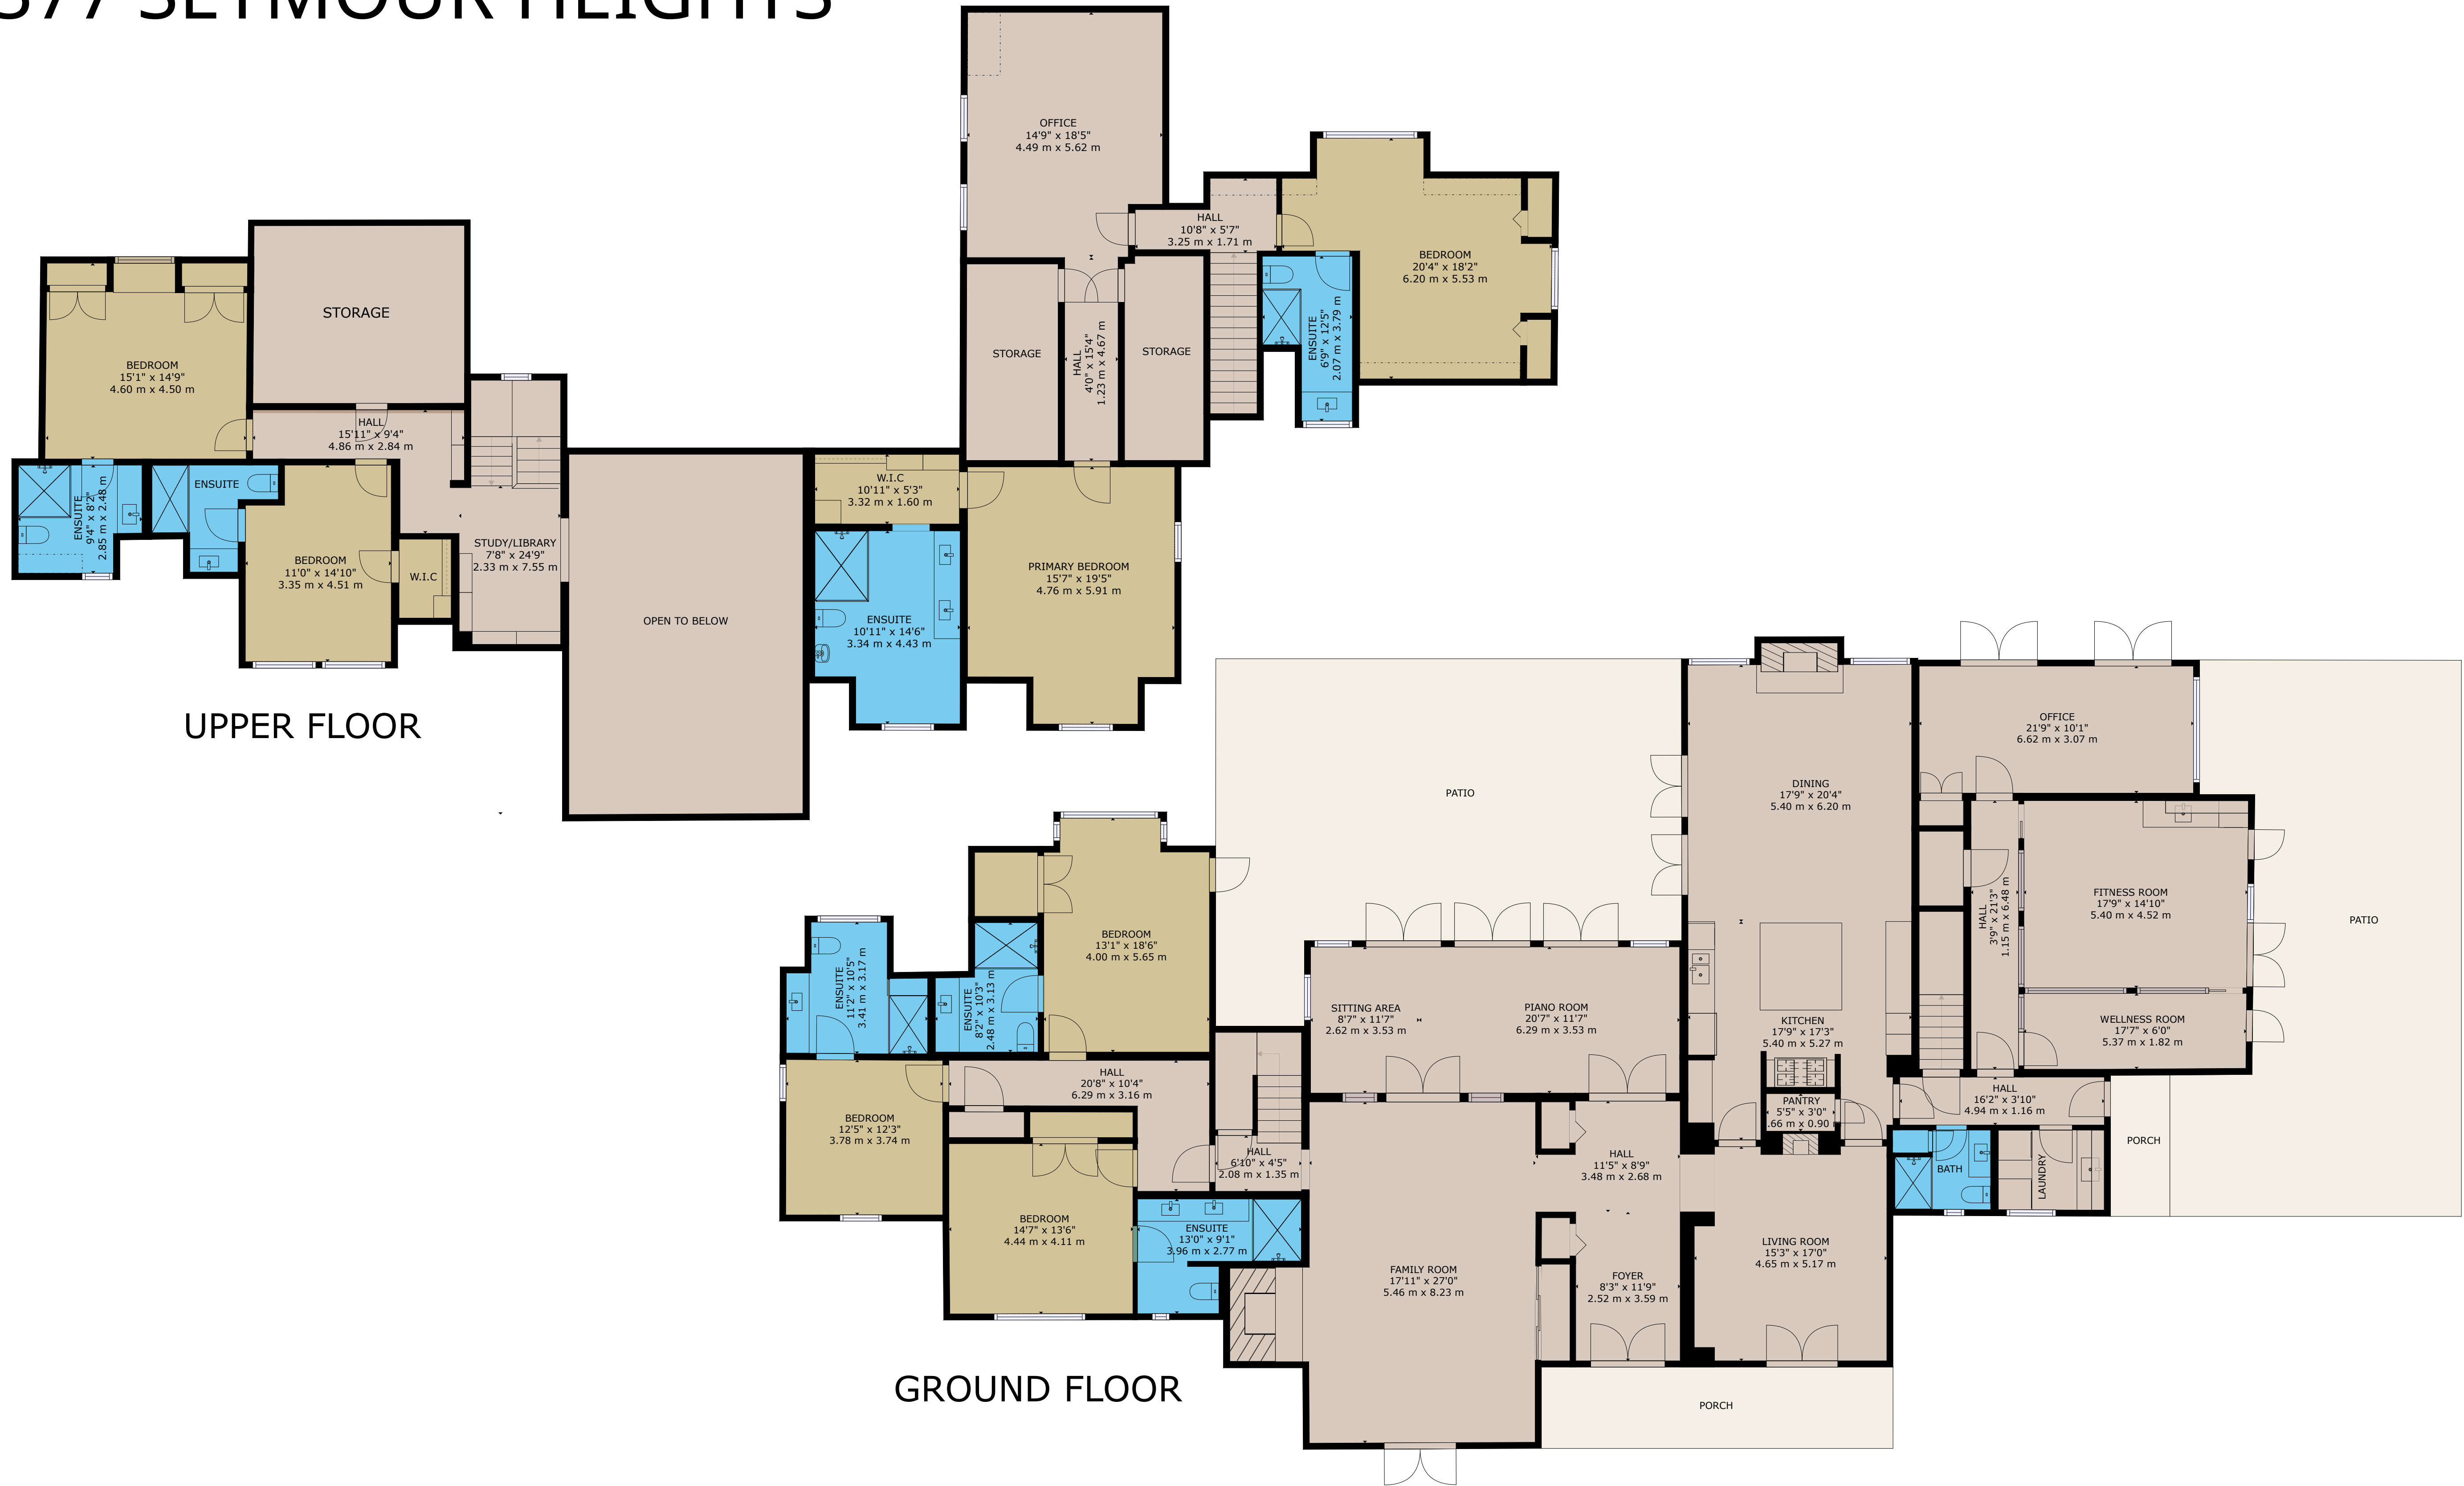 377 SEYMOUR HEIGHTS
OFFICE
14'9" x 18'5"
4.49 m x 5.62 m
HALL
10'8" x 5'7"
3.25 m x 1.71 m
BEDROOM
20'4" x 18'2"
6.20 m x 5.53 m
ENSUITE
6'9" x 12'5"
2.07 m x 3.79 m
STORAGE
HALL
4'0" x 15'4"
1.23 m x 4.67 m
STORAGE
STORAGE
BEDROOM
15'1" x 14'9"
4.60 m x 4.50 m
HALL
15'11" x 9'4"
4.86 m x 2.84 m
ENSUITE
9'4" x 8'2"
2.85 m x 2.48 m
ENSUITE
BEDROOM
11'0" x 14'10"
3.35 m x 4.51 m
W.I.C
STUDY/LIBRARY
7'8" x 24'9"
2.33 m x 7.55 m
OPEN TO BELOW
W.I.C
10'11" x 5'3"
3.32 m x 1.60 m
ENSUITE
10'11" x 14'6"
3.34 m x 4.43 m
PRIMARY BEDROOM
15'7" x 19'5"
4.76 m x 5.91 m
UPPER FLOOR
PATIO
DINING
17'9" x 20'4"
5.40 m x 6.20 m
OFFICE
21'9" x 10'1"
6.62 m x 3.07 m
FITNESS ROOM
17'9" x 14'10"
5.40 m x 4.52 m
HALL
3'9" x 21'3"
1.15 m x 6.48 m
PATIO
BEDROOM
13'1" x 18'6"
4.00 m x 5.65 m
ENSUITE
11'2" x 10'5"
3.41 m x 3.17 m
ENSUITE
8'2" x 10'3"
2.48 m x 3.13 m
SITTING AREA
8'7" x 11'7"
2.62 m x 3.53 m
PIANO ROOM
20'7" x 11'7"
6.29 m x 3.53 m
KITCHEN
17'9" x 17'3"
5.40 m x 5.27 m
WELLNESS ROOM
17'7" x 6'0"
5.37 m x 1.82 m
HALL
20'8" x 10'4"
6.29 m x 3.16 m
BEDROOM
12'5" x 12'3"
3.78 m x 3.74 m
HALL
6'10" x 4'5"
2.08 m x 1.35 m
HALL
11'5" x 8'9"
3.48 m x 2.68 m
PANTRY
5'5" x 3'0"
.66 m x 0.90 m
HALL
16'2" x 3'10"
4.94 m x 1.16 m
PORCH
BATH
LAUNDRY
BEDROOM
14'7" x 13'6"
4.44 m x 4.11 m
ENSUITE
13'0" x 9'1"
3.96 m x 2.77 m
FAMILY ROOM
17'11" x 27'0"
5.46 m x 8.23 m
FOYER
8'3" x 11'9"
2.52 m x 3.59 m
LIVING ROOM
15'3" x 17'0"
4.65 m x 5.17 m
GROUND FLOOR
PORCH